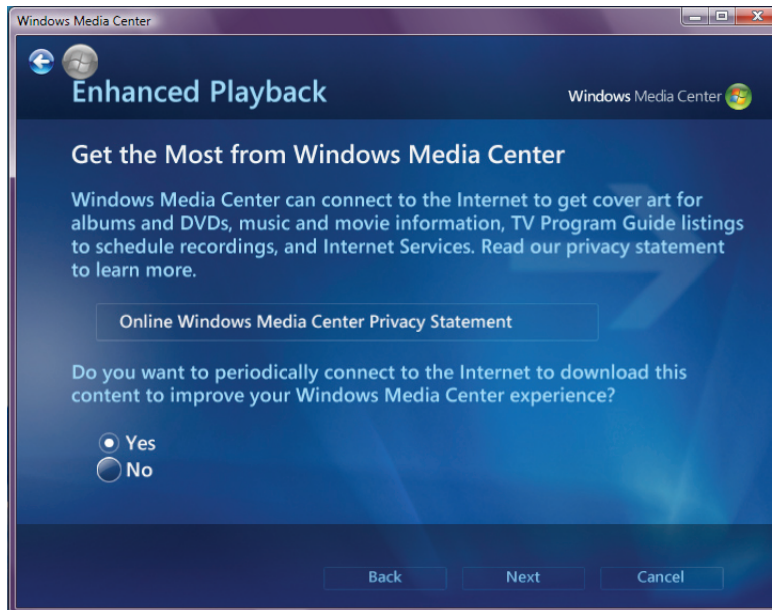 Windows Media Center
Enhanced Playback
Windows Media Center
Get the Most from Windows Media Center
Windows Media Center can connect to the Internet to get cover art for
albums and DVDs, music and movie information, TV Program Guide listings
to schedule recordings, and Internet Services. Read our privacy statement
to learn more.
Online Windows Media Center Privacy Statement
Do you want to periodically connect to the Internet to download this
content to improve your Windows Media Center experience?
Yes
No
Back Next Cancel